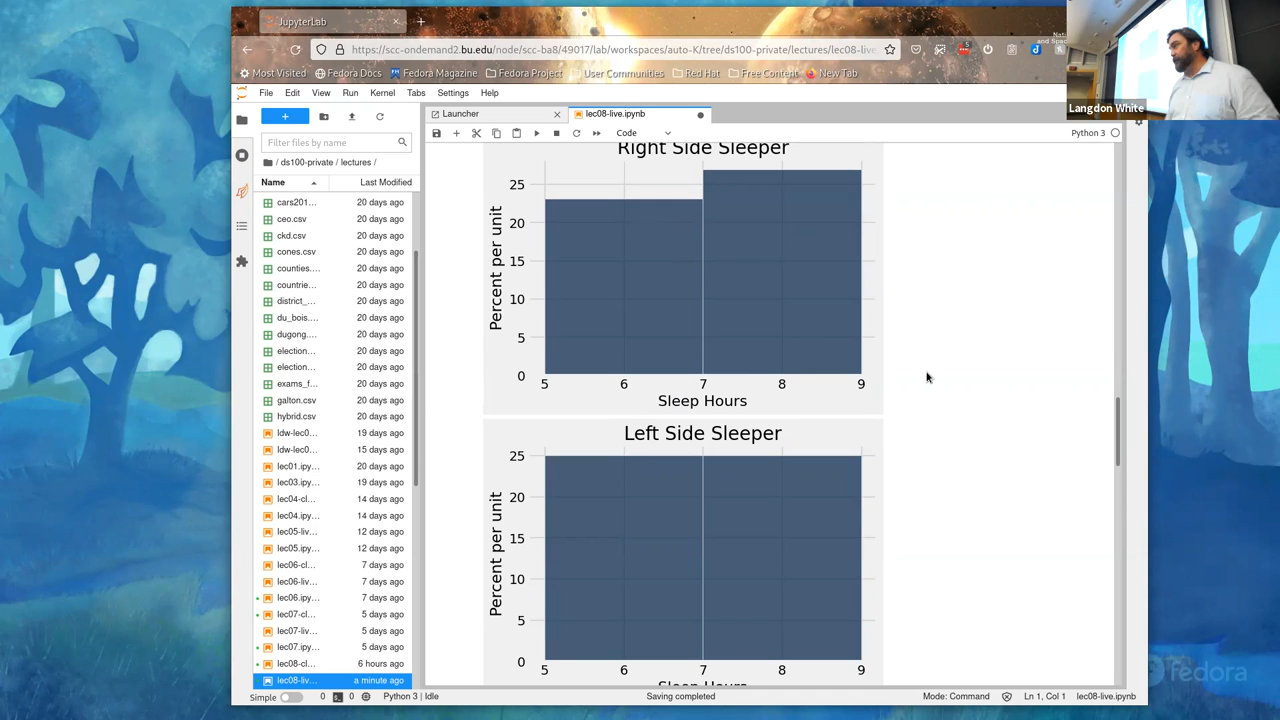 JupyterLab
https://scc-ondemand2.bu.edu/node/scc-ba8/49017/lab/workspaces/auto-K/tree/ds100-private/lectures/lec08-live.
5
Most Visited
Fedora Docs
Fedora Magazine
Fedora Project
User Communities
Red Hat
Free Content
New Tab
Langdon White
File Edit View Run Kernel Tabs Settings Help
+
Launcher
lec08-live.ipynb
Filter files by name
Code
Python 3
/ ds100-private / lectures /
Name Last Modified
cars201... 20 days ago
ceo.csv 20 days ago
ckd.csv 20 days ago
cones.csv 20 days ago
counties.... 20 days ago
countrie... 20 days ago
district_... 20 days ago
du_bois.... 20 days ago
dugong.... 20 days ago
election... 20 days ago
election... 20 days ago
exams_f... 20 days ago
galton.csv 20 days ago
hybrid.csv 20 days ago
ldw-lec0... 19 days ago
ldw-lec0... 15 days ago
lec01.ipy... 20 days ago
lec03.ipy... 19 days ago
lec04-cl... 14 days ago
lec04.ipy... 14 days ago
lec05-liv... 12 days ago
lec05.ipy... 12 days ago
lec06-cl... 7 days ago
lec06-liv... 7 days ago
lec06.ipy... 7 days ago
lec07-cl... 5 days ago
lec07-liv... 5 days ago
lec07.ipy... 5 days ago
lec08-cl... 6 hours ago
lec08-liv... a minute ago
Right Side Sleeper
Percent per unit
25
20
15
10
5
0
5 6 7 8 9
Sleep Hours
Left Side Sleeper
Percent per unit
25
20
15
10
5
0
5 6 7 8 9
Sleep Hours
Simple
0
0
Python 3 | Idle
Saving completed
Mode: Command
Ln 1, Col 1
lec08-live.ipynb
fedora